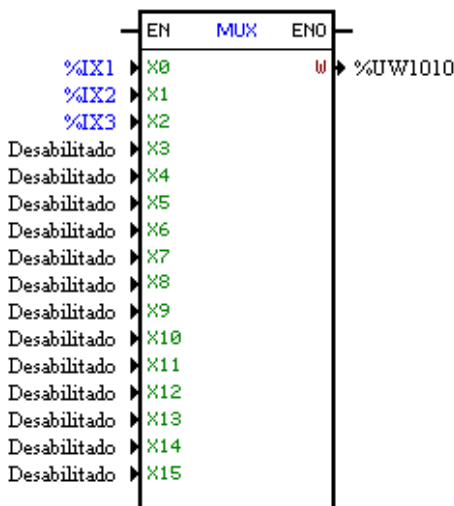 EN MUX ENO
%IX1 X0 W %UW1010
%IX2 X1
%IX3 X2
Desabilitado X3
Desabilitado X4
Desabilitado X5
Desabilitado X6
Desabilitado X7
Desabilitado X8
Desabilitado X9
Desabilitado X10
Desabilitado X11
Desabilitado X12
Desabilitado X13
Desabilitado X14
Desabilitado X15